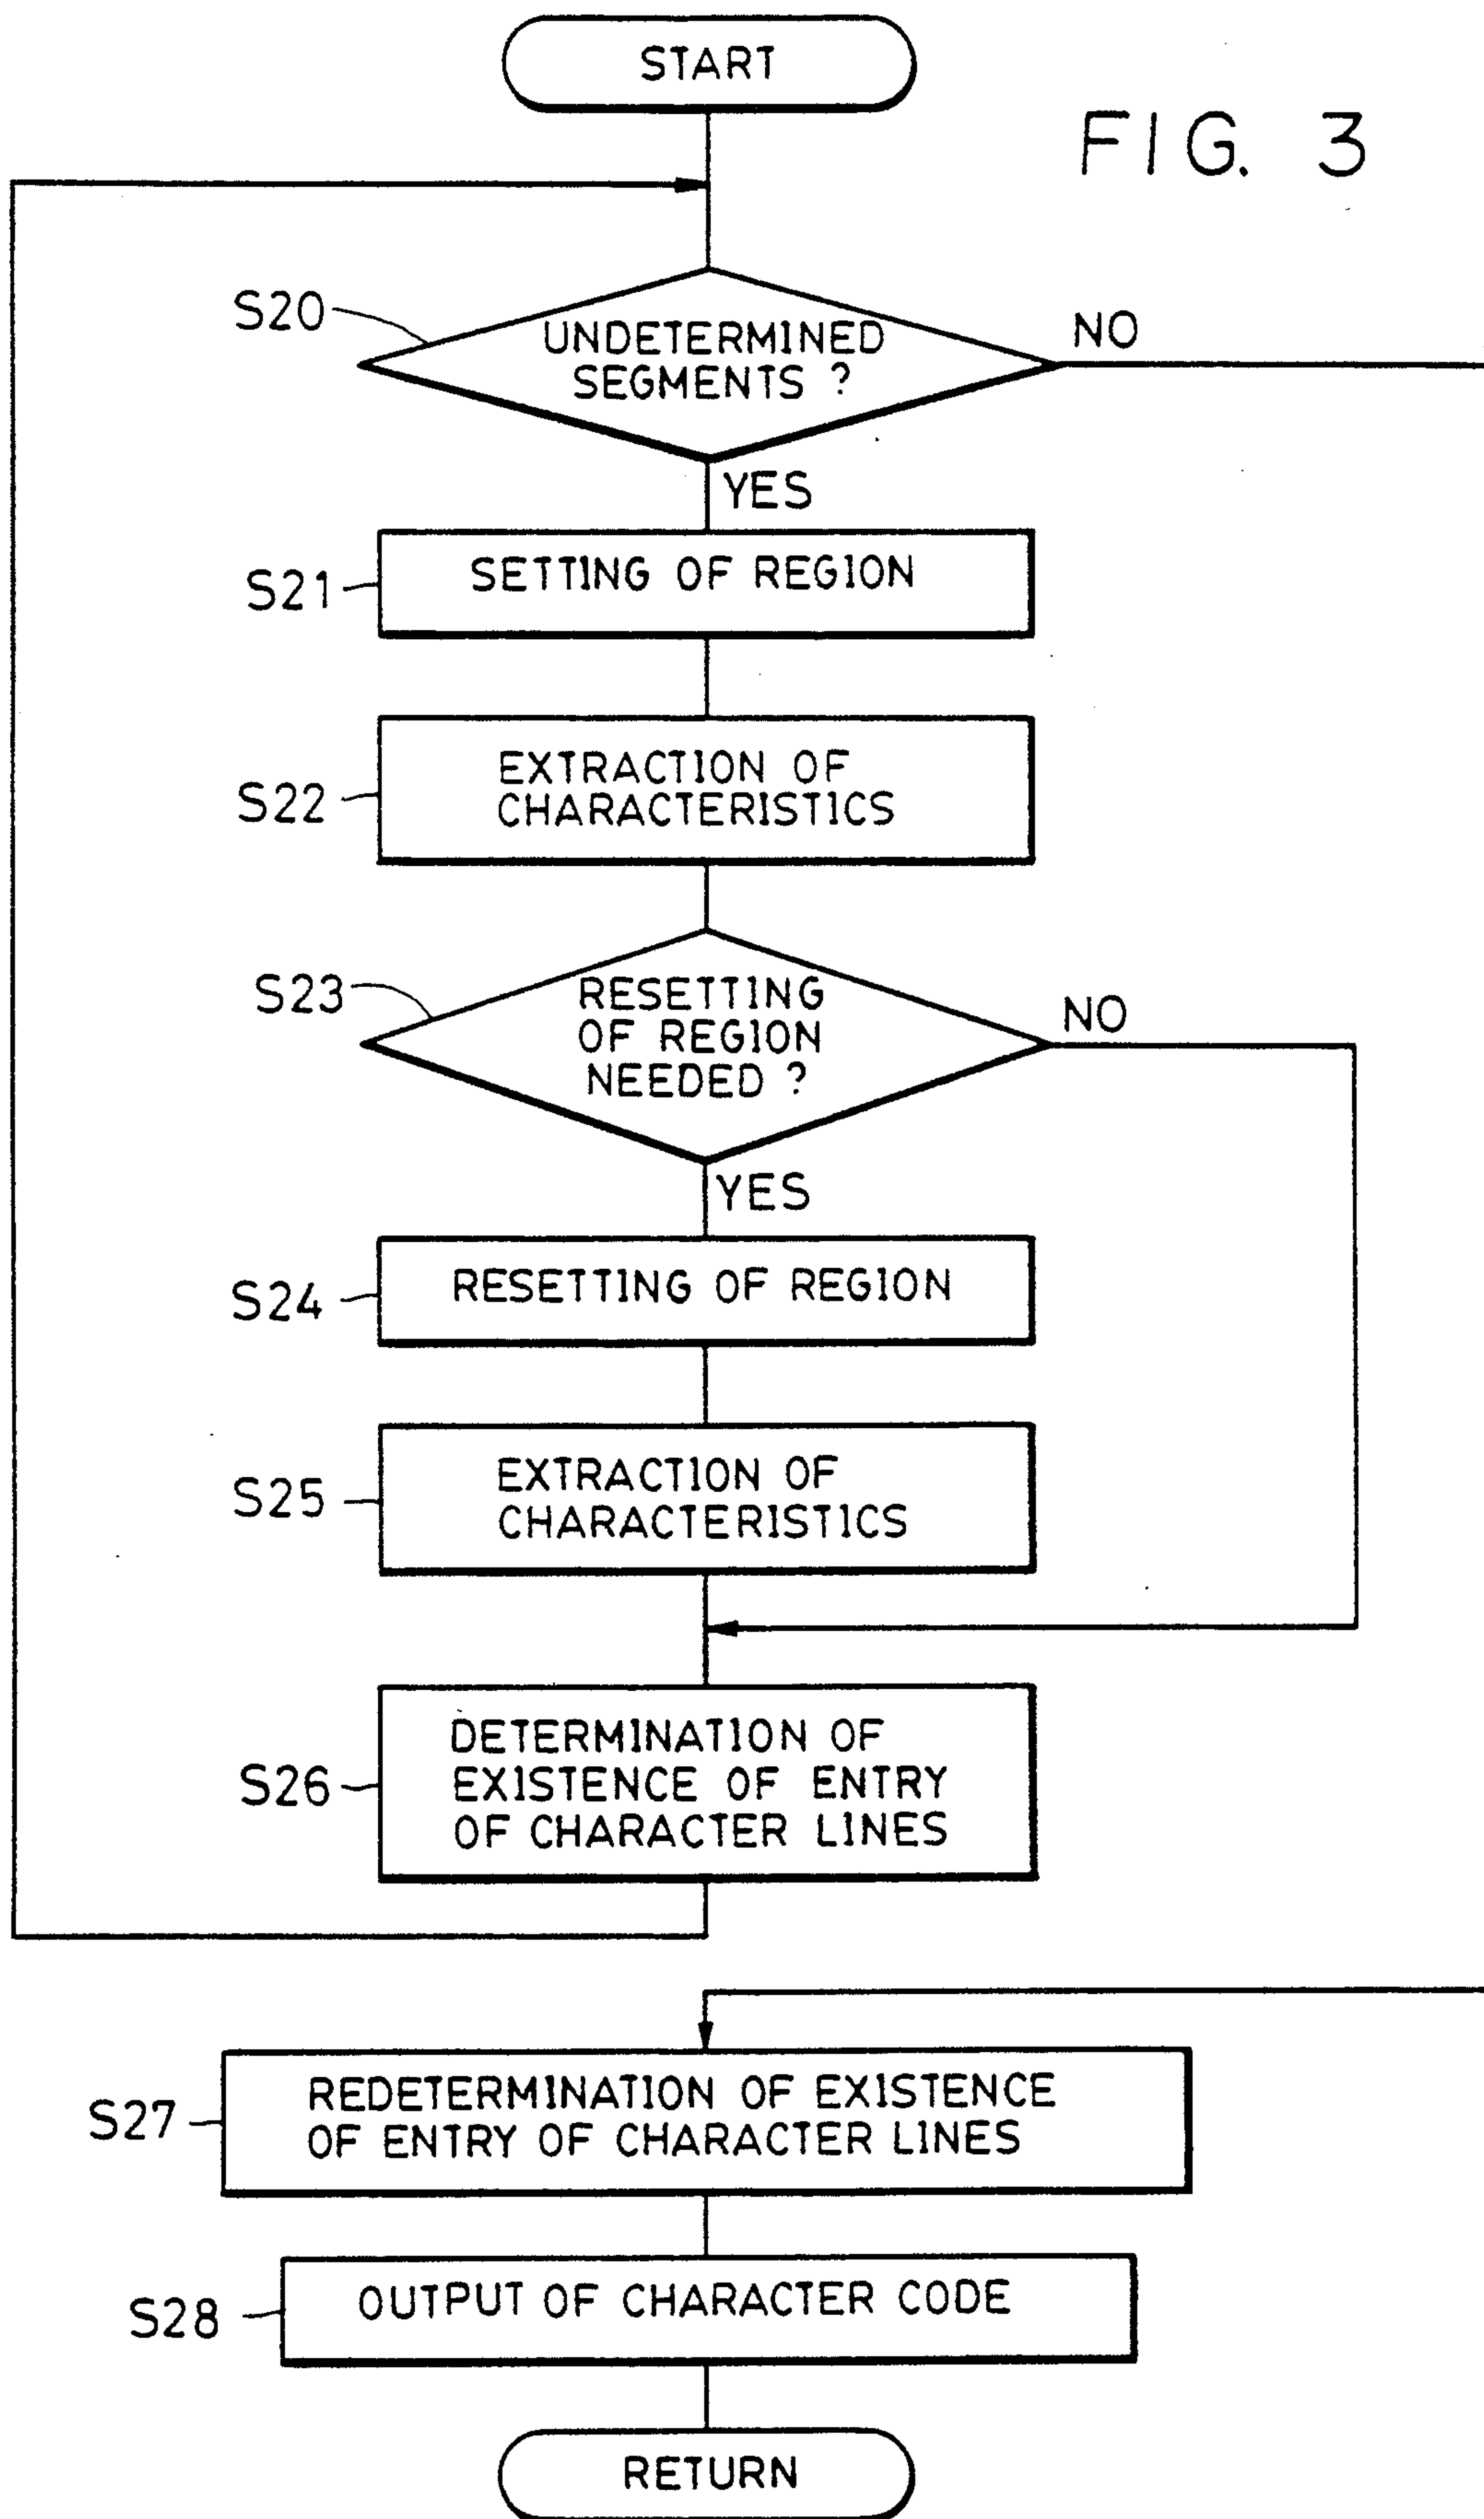 START
FIG. 3
S20
UNDETERMINED
SEGMENTS ?
NO
YES
S21
SETTING OF REGION
S22
EXTRACTION OF
CHARACTERISTICS
S23
RESETTING
OF REGION
NEEDED ?
NO
YES
S24
RESETTING OF REGION
S25
EXTRACTION OF
CHARACTERISTICS
S26
DETERMINATION OF
EXISTENCE OF ENTRY
OF CHARACTER LINES
S27
REDETERMINATION OF EXISTENCE
OF ENTRY OF CHARACTER LINES
S28
OUTPUT OF CHARACTER CODE
RETURN